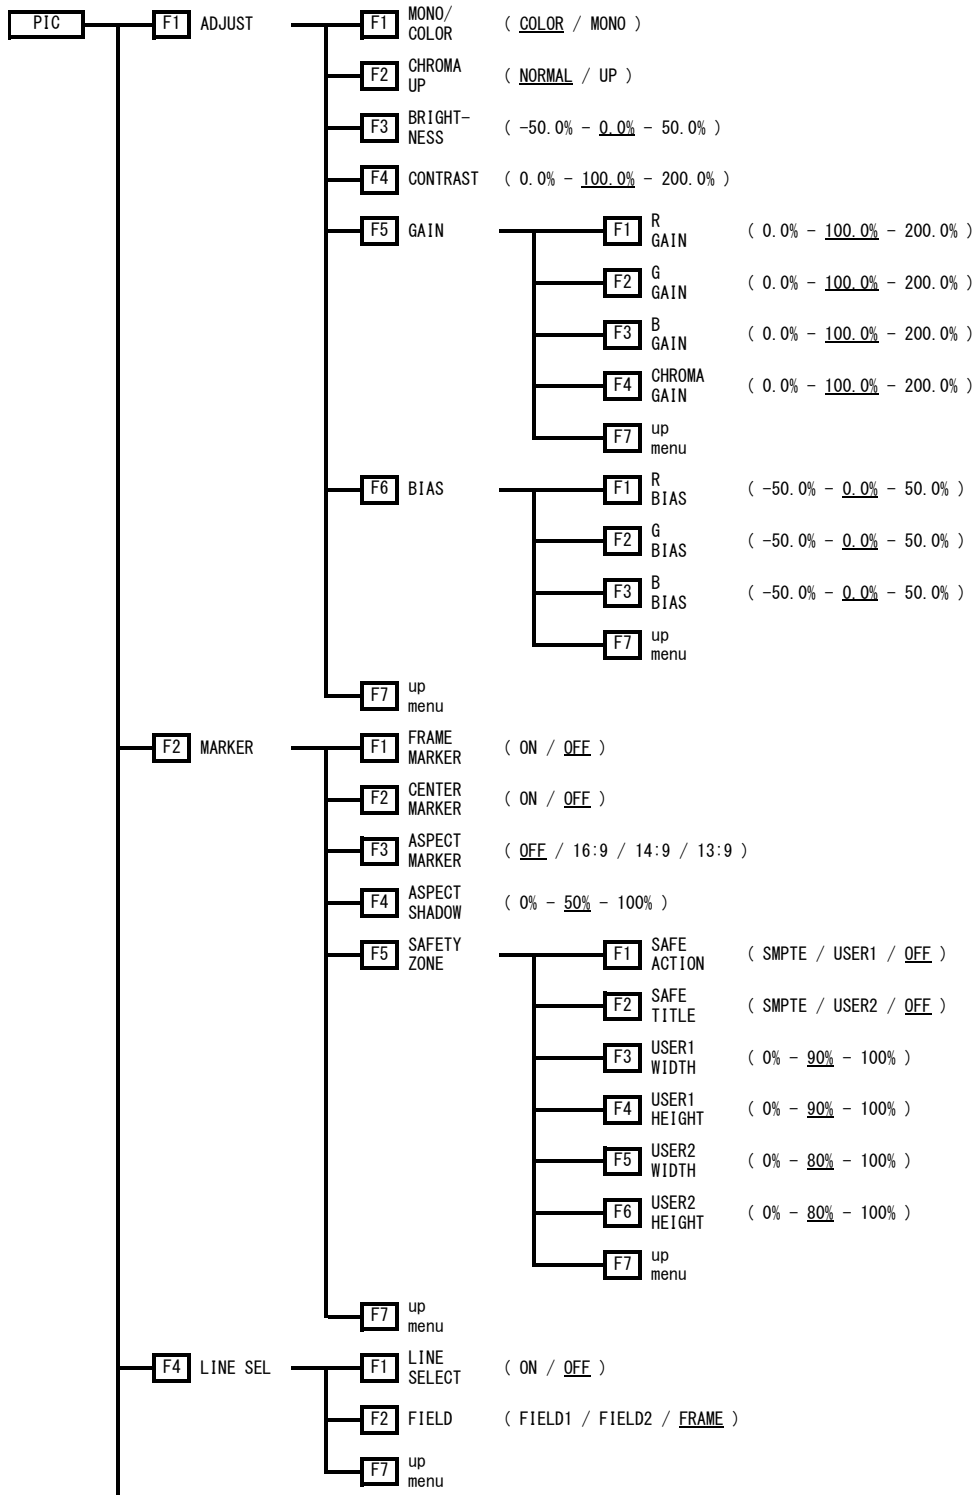 PIC F1 ADJUST F1 MONO/
COLOR ( COLOR / MONO )
F2 CHROMA
UP ( NORMAL / UP )
F3 BRIGHT-
NESS ( -50.0% - 0.0% - 50.0% )
F4 CONTRAST ( 0.0% - 100.0% - 200.0% )
F5 GAIN F1 R
GAIN ( 0.0% - 100.0% - 200.0% )
F2 G
GAIN ( 0.0% - 100.0% - 200.0% )
F3 B
GAIN ( 0.0% - 100.0% - 200.0% )
F4 CHROMA
GAIN ( 0.0% - 100.0% - 200.0% )
F7 up
menu
F6 BIAS F1 R
BIAS ( -50.0% - 0.0% - 50.0% )
F2 G
BIAS ( -50.0% - 0.0% - 50.0% )
F3 B
BIAS ( -50.0% - 0.0% - 50.0% )
F7 up
menu
F7 up
menu
F2 MARKER F1 FRAME
MARKER ( ON / OFF )
F2 CENTER
MARKER ( ON / OFF )
F3 ASPECT
MARKER ( OFF / 16:9 / 14:9 / 13:9 )
F4 ASPECT
SHADOW ( 0% - 50% - 100% )
F5 SAFETY
ZONE F1 SAFE
ACTION ( SMPTE / USER1 / OFF )
F2 SAFE
TITLE ( SMPTE / USER2 / OFF )
F3 USER1
WIDTH ( 0% - 90% - 100% )
F4 USER1
HEIGHT ( 0% - 90% - 100% )
F5 USER2
WIDTH ( 0% - 80% - 100% )
F6 USER2
HEIGHT ( 0% - 80% - 100% )
F7 up
menu
F7 up
menu
F4 LINE SEL F1 LINE
SELECT ( ON / OFF )
F2 FIELD ( FIELD1 / FIELD2 / FRAME )
F7 up
menu